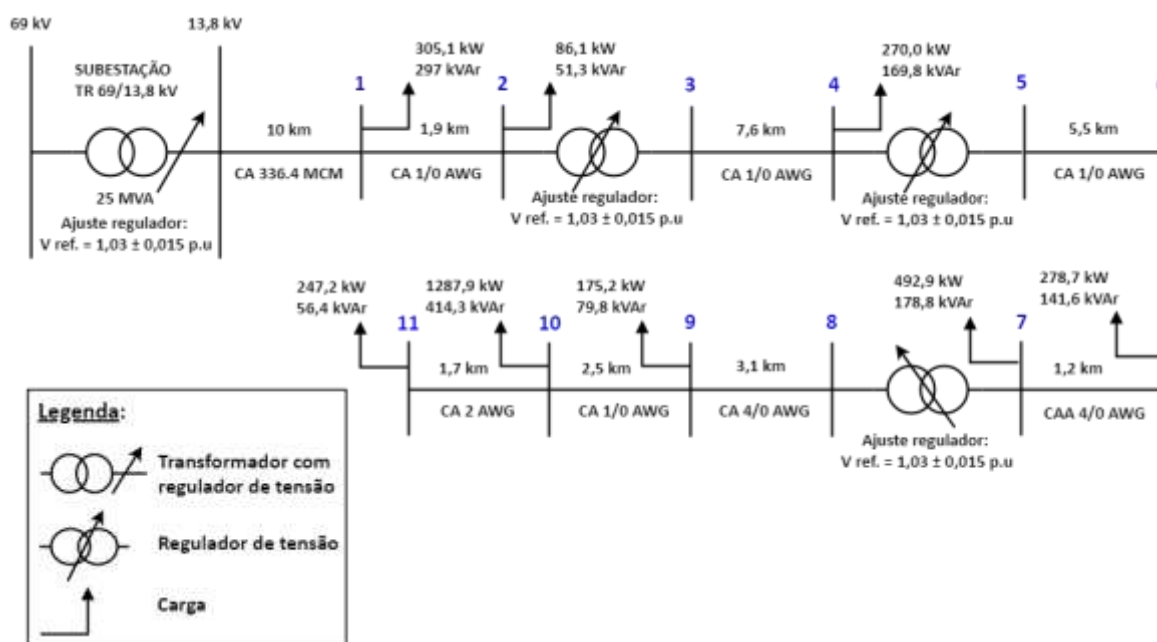 69 kV
13,8 kV
SUBESTAÇÃO
TR 69/13,8 kV
25 MVA
Ajuste regulador:
V ref. = 1,03 ± 0,015 p.u
10 km
CA 336.4 MCM
1
305,1 kW
297 kVAr
1,9 km
CA 1/0 AWG
2
86,1 kW
51,3 kVAr
Ajuste regulador:
V ref. = 1,03 ± 0,015 p.u
3
7,6 km
CA 1/0 AWG
4
270,0 kW
169,8 kVAr
Ajuste regulador:
V ref. = 1,03 ± 0,015 p.u
5
5,5 km
CA 1/0 AWG
247,2 kW
56,4 kVAr
11
1,7 km
CA 2 AWG
1287,9 kW
414,3 kVAr
10
2,5 km
CA 1/0 AWG
175,2 kW
79,8 kVAr
9
3,1 km
CA 4/0 AWG
8
492,9 kW
178,8 kVAr
Ajuste regulador:
V ref. = 1,03 ± 0,015 p.u
7
1,2 km
CAA 4/0 AWG
278,7 kW
141,6 kVAr
Legenda:
Transformador com
regulador de tensão
Regulador de tensão
Carga